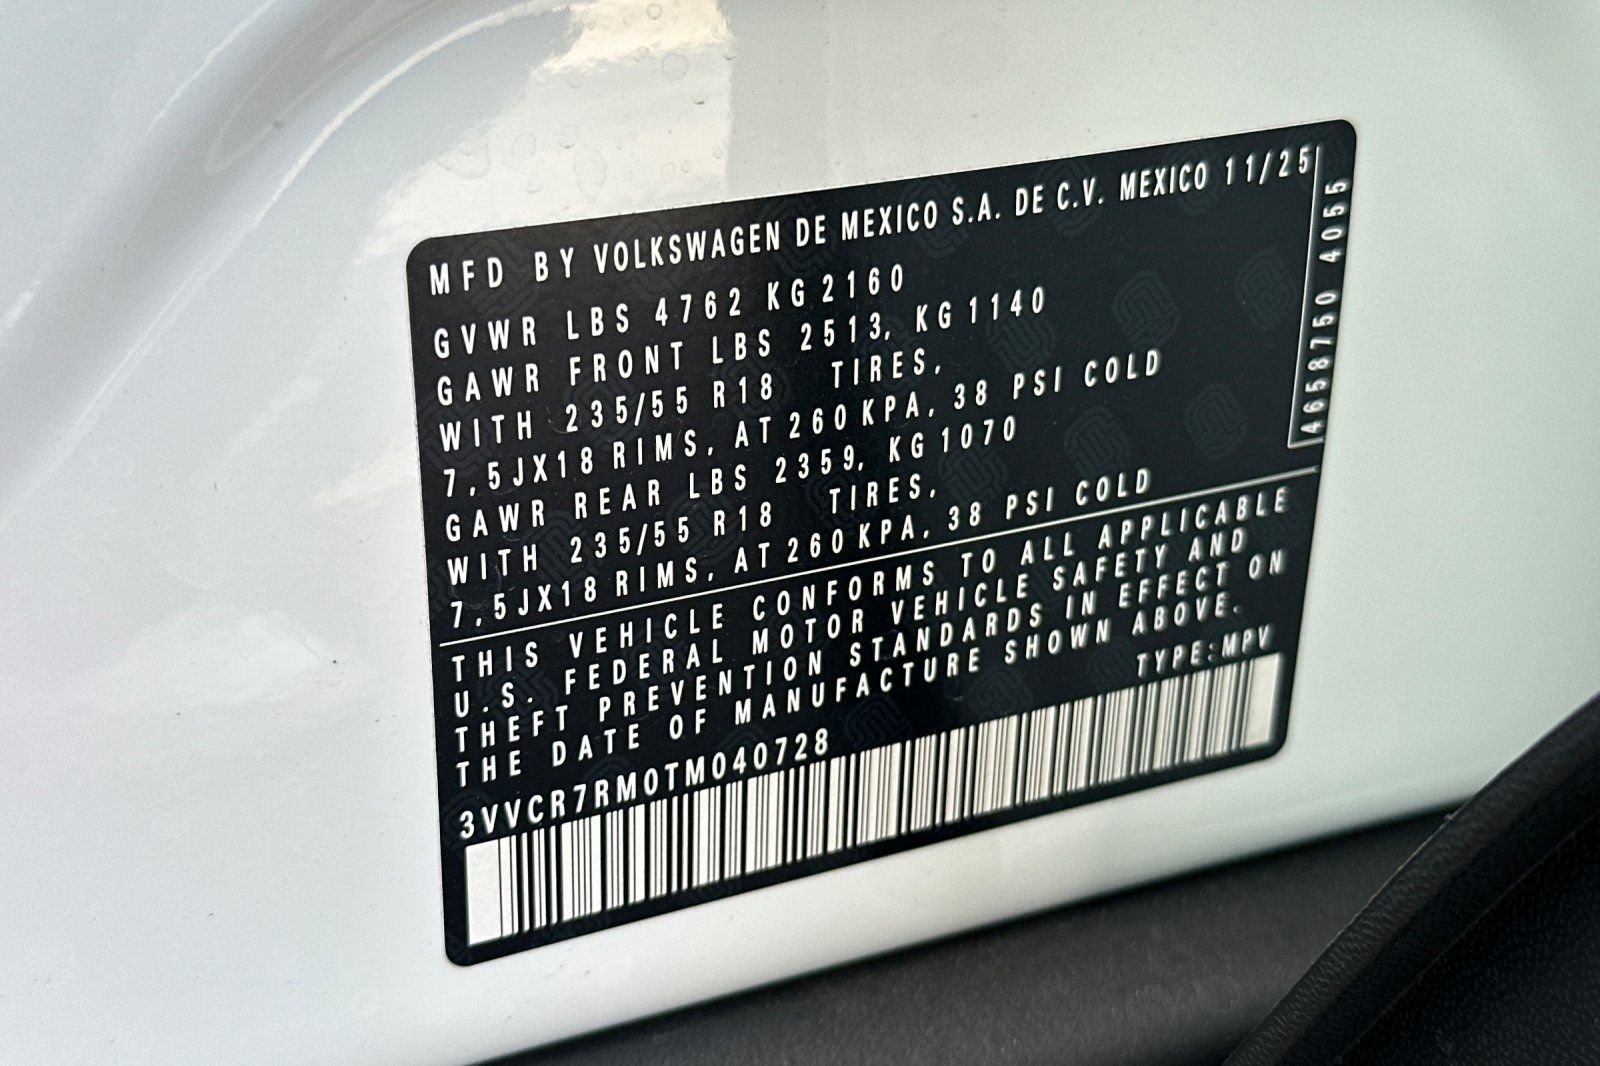 MFD BY VOLKSWAGEN DE MEXICO S.A. DE C.V. MEXICO 11/25
GVWR LBS 4762 KG 2160
GAWR FRONT LBS 2513, KG 1140
WITH 235/55 R18 TIRES,
7,5JX18 RIMS, AT 260 KPA, 38 PSI COLD
GAWR REAR LBS 2359, KG 1070
WITH 235/55 R18 TIRES,
7,5JX18 RIMS, AT 260 KPA, 38 PSI COLD
4658750 4055
THIS VEHICLE CONFORMS TO ALL APPLICABLE
U.S. FEDERAL MOTOR VEHICLE SAFETY AND
THEFT PREVENTION STANDARDS IN EFFECT ON
THE DATE OF MANUFACTURE SHOWN ABOVE.
TYPE:MPV
3VVCR7RM0TM040728